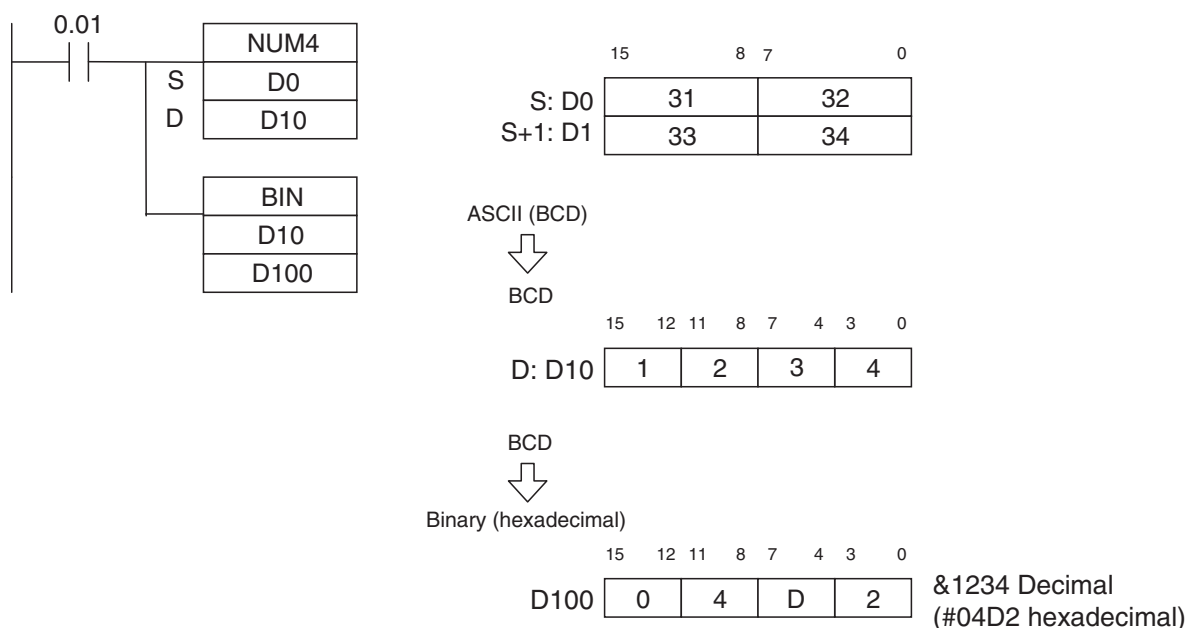 0.01
NUM4
S D0
D D10
BIN
D10
D100
15 8 7 0
S: D0 31 32
S+1: D1 33 34
ASCII (BCD)
BCD
15 12 11 8 7 4 3 0
D: D10 1 2 3 4
BCD
Binary (hexadecimal)
15 12 11 8 7 4 3 0
D100 0 4 D 2 &1234 Decimal
(#04D2 hexadecimal)